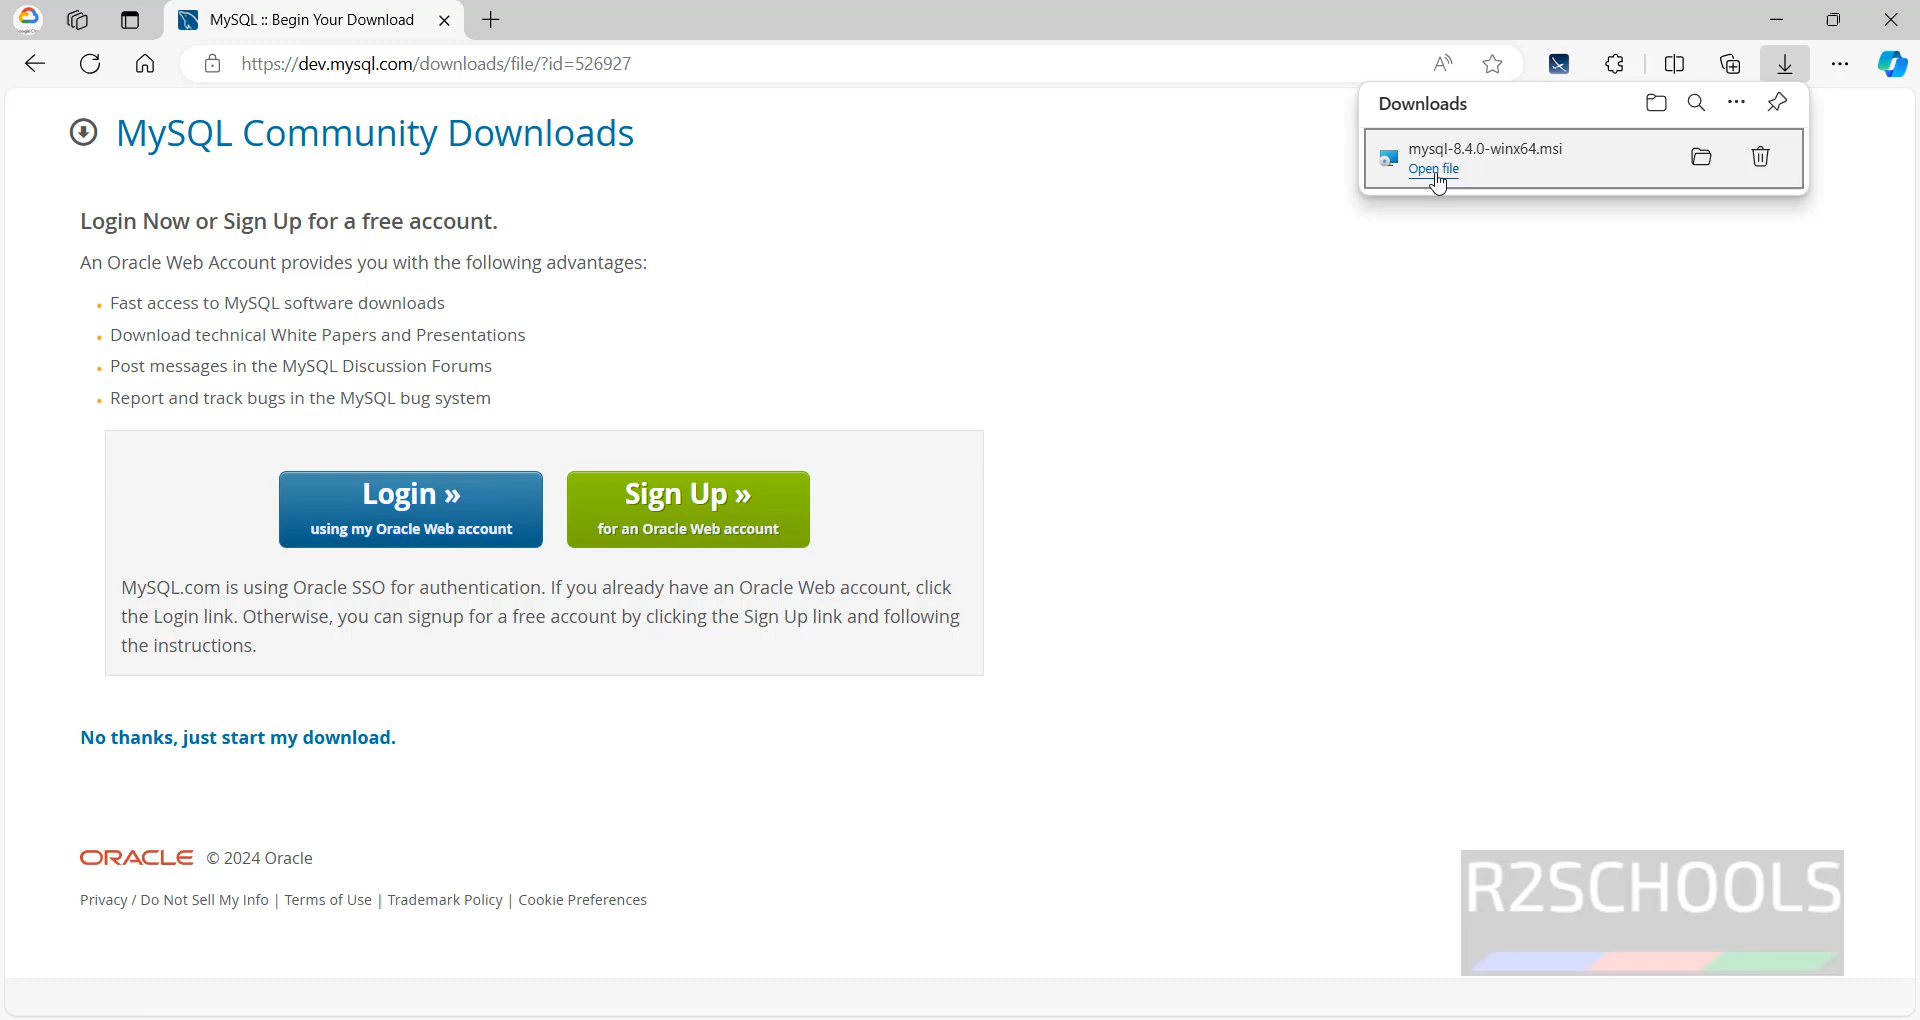 MySQL :: Begin Your Download
https://dev.mysql.com/downloads/file/?id=526927
Downloads
mysql-8.4.0-winx64.msi
Open file
MySQL Community Downloads
Login Now or Sign Up for a free account.
An Oracle Web Account provides you with the following advantages:
Fast access to MySQL software downloads
Download technical White Papers and Presentations
Post messages in the MySQL Discussion Forums
Report and track bugs in the MySQL bug system
Login »
using my Oracle Web account
Sign Up »
for an Oracle Web account
MySQL.com is using Oracle SSO for authentication. If you already have an Oracle Web account, click
the Login link. Otherwise, you can signup for a free account by clicking the Sign Up link and following
the instructions.
No thanks, just start my download.
ORACLE © 2024 Oracle
Privacy / Do Not Sell My Info | Terms of Use | Trademark Policy | Cookie Preferences
R2SCHOOLS